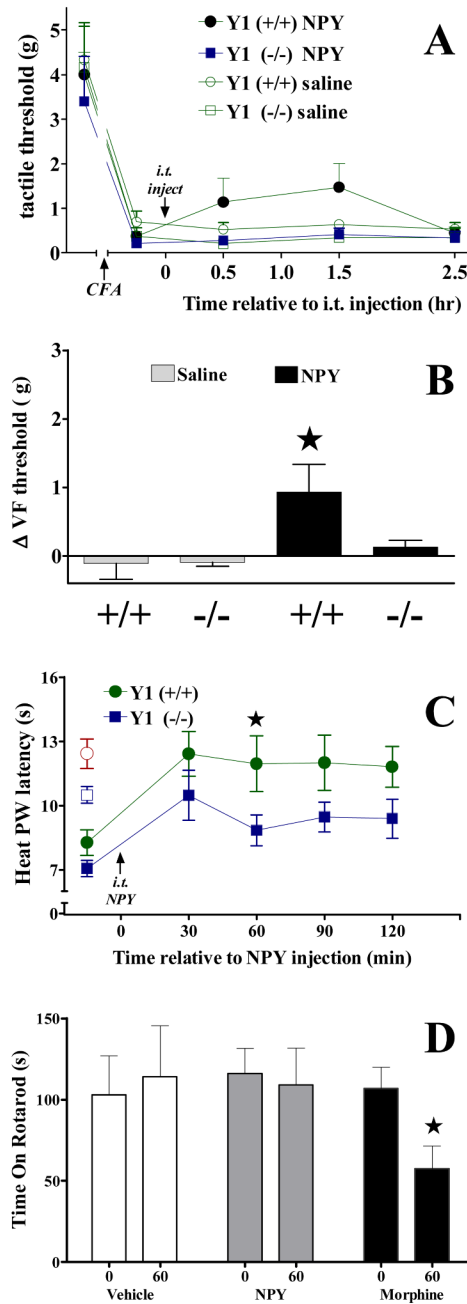 A
Y1 (+/+) NPY
Y1 (-/-) NPY
Y1 (+/+) saline
Y1 (-/-) saline
tactile threshold (g)
5
4
3
2
1
0
i.t.
inject
CFA
0
0.5
1.0
1.5
2.5
Time relative to i.t. injection (hr)
B
Saline
NPY
Δ VF threshold (g)
3
2
1
0
+/+
-/-
+/+
-/-
C
Y1 (+/+)
Y1 (-/-)
Heat PW latency (s)
16
13
10
7
0
i.t.
NPY
0
30
60
90
120
Time relative to NPY injection (min)
D
Time On Rotarod (s)
150
100
50
0
0
60
0
60
0
60
Vehicle
NPY
Morphine